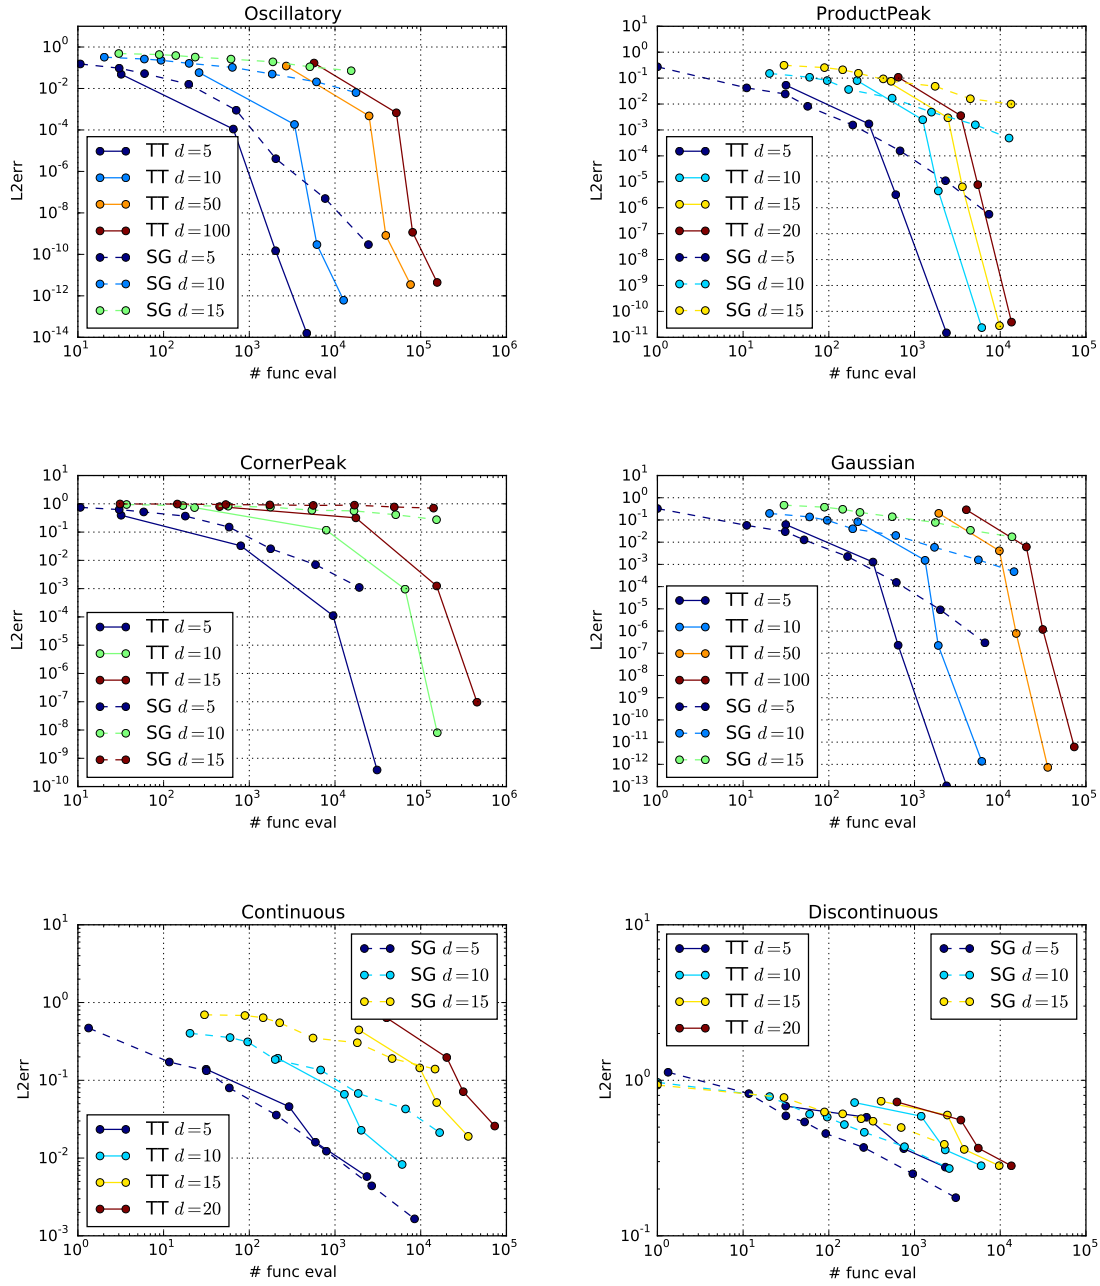 Oscillatory
10^0
10^-2
10^-4
10^-6
10^-8
10^-10
10^-12
10^-14
L2err
TT d=5
TT d=10
TT d=50
TT d=100
SG d=5
SG d=10
SG d=15
10^1 10^2 10^3 10^4 10^5 10^6
# func eval
ProductPeak
10^1
10^0
10^-1
10^-2
10^-3
10^-4
10^-5
10^-6
10^-7
10^-8
10^-9
10^-10
10^-11
L2err
TT d=5
TT d=10
TT d=15
TT d=20
SG d=5
SG d=10
SG d=15
10^0 10^1 10^2 10^3 10^4 10^5
# func eval
CornerPeak
10^1
10^0
10^-1
10^-2
10^-3
10^-4
10^-5
10^-6
10^-7
10^-8
10^-9
10^-10
L2err
TT d=5
TT d=10
TT d=15
SG d=5
SG d=10
SG d=15
10^1 10^2 10^3 10^4 10^5 10^6
# func eval
Gaussian
10^1
10^0
10^-1
10^-2
10^-3
10^-4
10^-5
10^-6
10^-7
10^-8
10^-9
10^-10
10^-11
10^-12
10^-13
L2err
TT d=5
TT d=10
TT d=50
TT d=100
SG d=5
SG d=10
SG d=15
10^0 10^1 10^2 10^3 10^4 10^5
# func eval
Continuous
10^1
10^0
10^-1
10^-2
10^-3
L2err
SG d=5
SG d=10
SG d=15
TT d=5
TT d=10
TT d=15
TT d=20
10^0 10^1 10^2 10^3 10^4 10^5
# func eval
Discontinuous
10^1
10^0
10^-1
L2err
TT d=5
TT d=10
TT d=15
TT d=20
SG d=5
SG d=10
SG d=15
10^0 10^1 10^2 10^3 10^4 10^5
# func eval